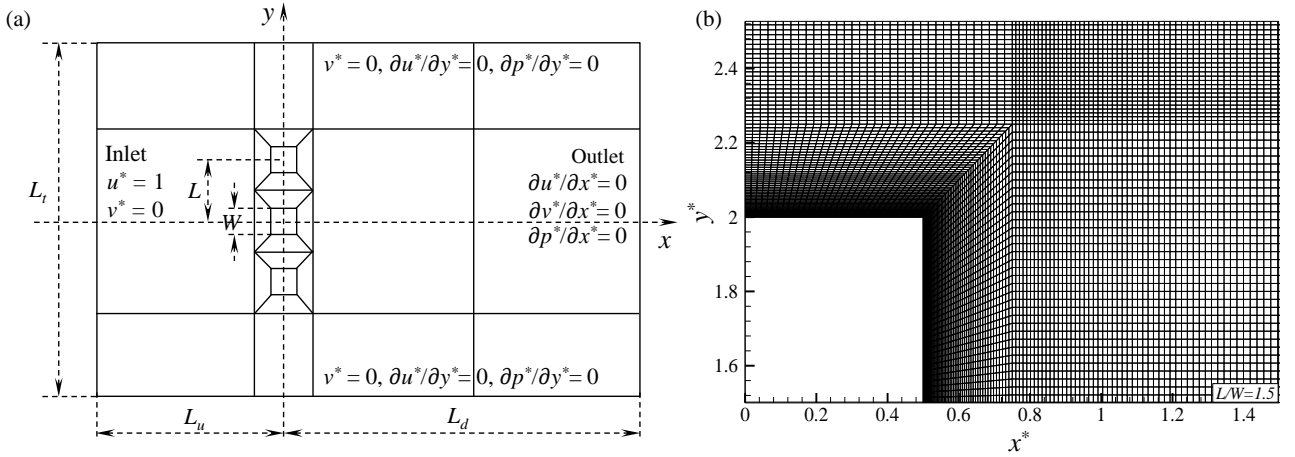 (a)
y
v* = 0, ∂u*/∂y* = 0, ∂p*/∂y* = 0
Inlet
u* = 1
v* = 0
L_t
L
W
Outlet
∂u*/∂x* = 0
∂v*/∂x* = 0
∂p*/∂x* = 0
x
v* = 0, ∂u*/∂y* = 0, ∂p*/∂y* = 0
L_u
L_d
(b)
2.4
2.2
2
1.8
1.6
y*
0 0.2 0.4 0.6 0.8 1 1.2 1.4
x*
L/W=1.5